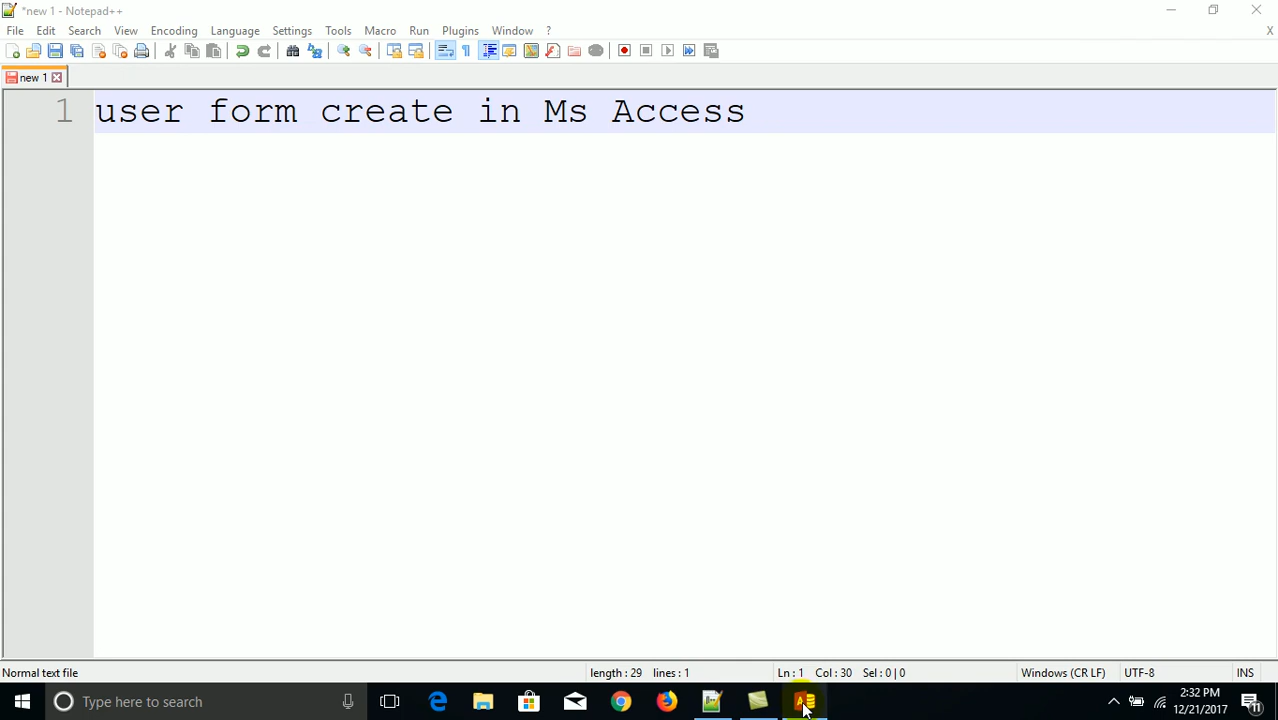 *new 1 - Notepad++
File Edit Search View Encoding Language Settings Tools Macro Run Plugins Window ? X
new 1
1 user form create in Ms Access
Normal text file length : 29 lines : 1 Ln : 1 Col : 30 Sel : 0 | 0 Windows (CR LF) UTF-8 INS
Type here to search
2:32 PM
12/21/2017
11